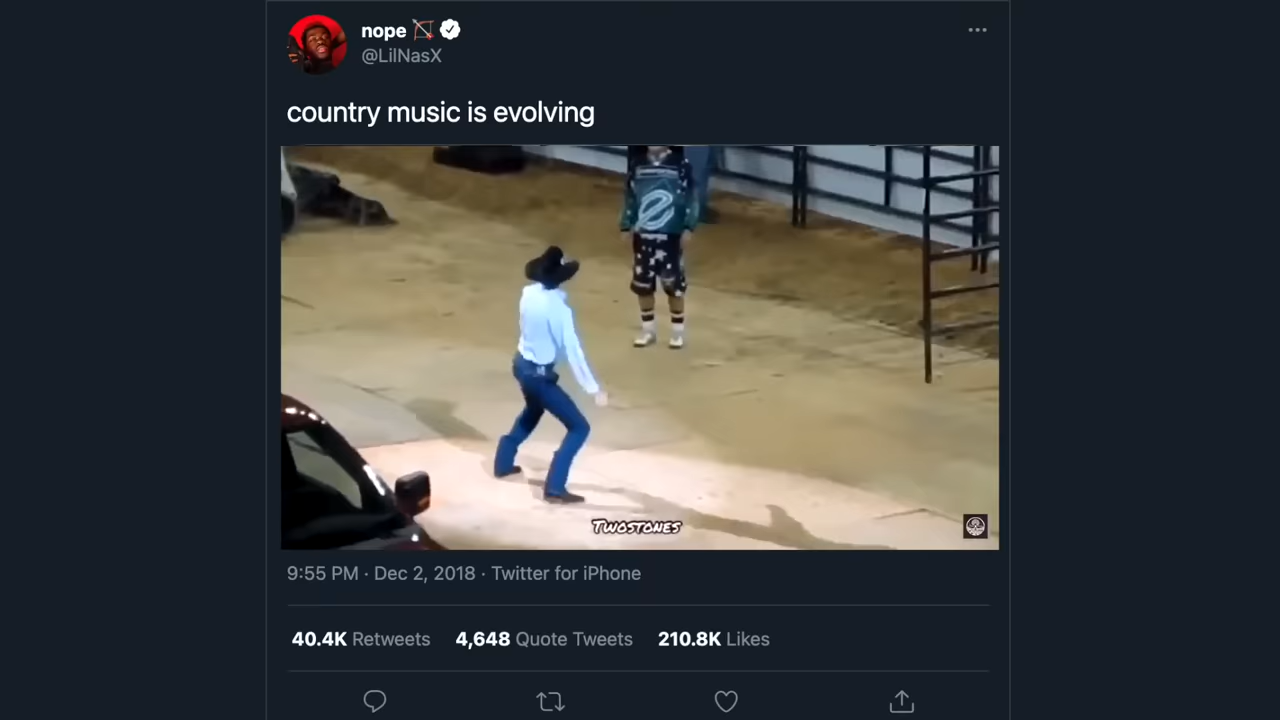 nope
@LilNasX
country music is evolving
TWOSTONES
9:55 PM · Dec 2, 2018 · Twitter for iPhone
40.4K Retweets 4,648 Quote Tweets 210.8K Likes